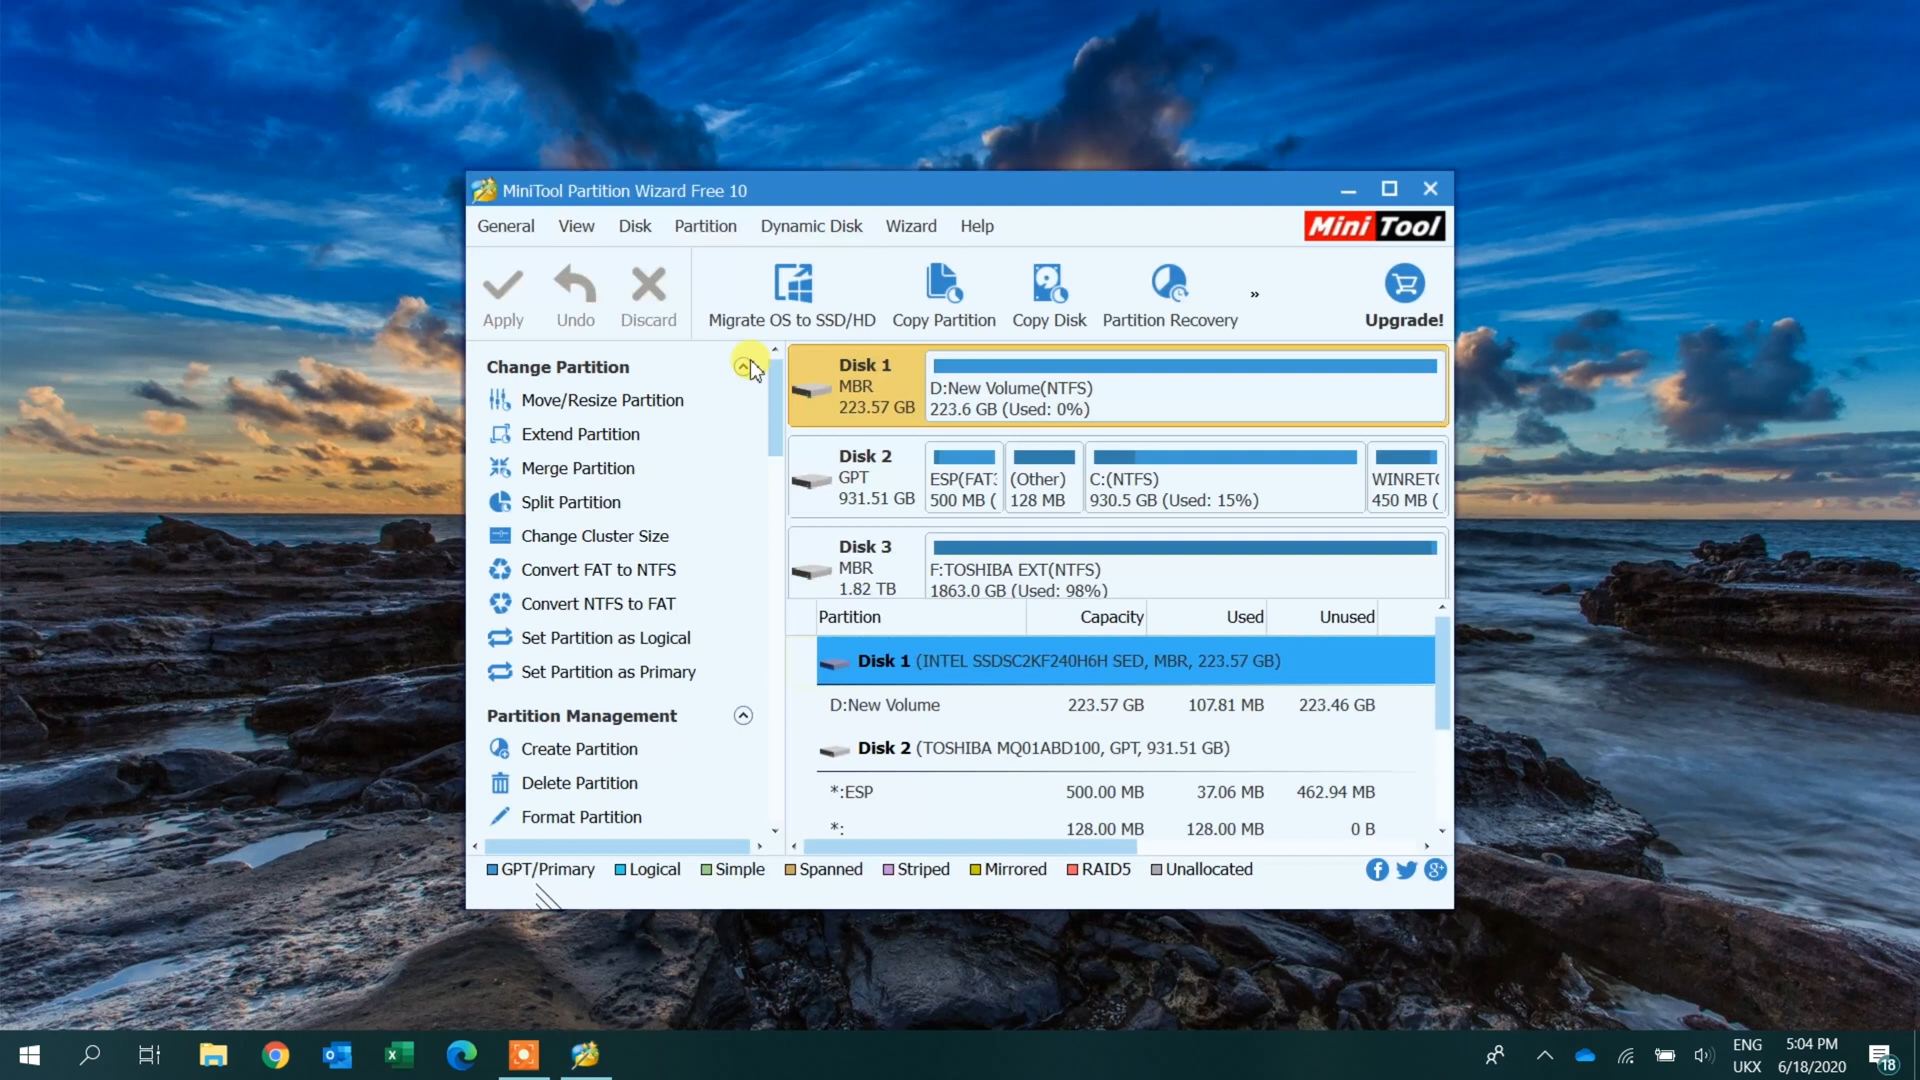 MiniTool Partition Wizard Free 10
General View Disk Partition Dynamic Disk Wizard Help
Mini Tool
Apply Undo Discard Migrate OS to SSD/HD Copy Partition Copy Disk Partition Recovery » Upgrade!
Change Partition
Move/Resize Partition
Extend Partition
Merge Partition
Split Partition
Change Cluster Size
Convert FAT to NTFS
Convert NTFS to FAT
Set Partition as Logical
Set Partition as Primary
Partition Management
Create Partition
Delete Partition
Format Partition
Disk 1
MBR
223.57 GB
D:New Volume(NTFS)
223.6 GB (Used: 0%)
Disk 2
GPT
931.51 GB
ESP(FAT:
500 MB (
(Other)
128 MB
C:(NTFS)
930.5 GB (Used: 15%)
WINRET(
450 MB (
Disk 3
MBR
1.82 TB
F:TOSHIBA EXT(NTFS)
1863.0 GB (Used: 98%)
Partition Capacity Used Unused
Disk 1 (INTEL SSDSC2KF240H6H SED, MBR, 223.57 GB)
D:New Volume 223.57 GB 107.81 MB 223.46 GB
Disk 2 (TOSHIBA MQ01ABD100, GPT, 931.51 GB)
*:ESP 500.00 MB 37.06 MB 462.94 MB
*: 128.00 MB 128.00 MB 0 B
GPT/Primary Logical Simple Spanned Striped Mirrored RAID5 Unallocated
ENG
UKX
5:04 PM
6/18/2020
18